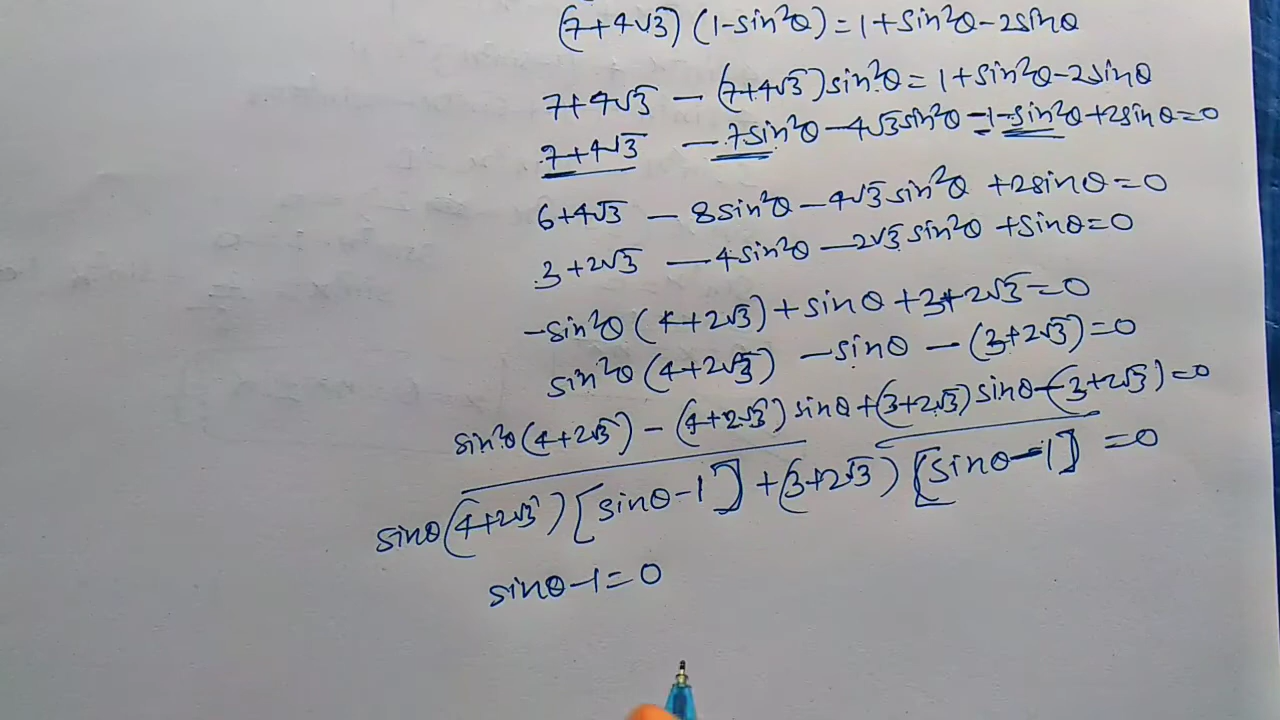 (7+4√3) (1-sin²θ) = 1+sin²θ-2sinθ
7+4√3 - (7+4√3)sin²θ = 1+sin²θ-2sinθ
7+4√3 - 7sin²θ-4√3sin²θ-1-sin²θ+2sinθ=0
6+4√3 - 8sin²θ-4√3sin²θ+2sinθ=0
3+2√3 - 4sin²θ-2√3sin²θ+sinθ=0
-sin²θ(4+2√3)+sinθ+3+2√3=0
sin²θ(4+2√3) -sinθ-(3+2√3)=0
sin²θ(4+2√3)-(4+2√3)sinθ+(3+2√3)sinθ-(3+2√3)=0
sinθ(4+2√3)[sinθ-1]+(3+2√3)[sinθ-1]=0
sinθ-1=0